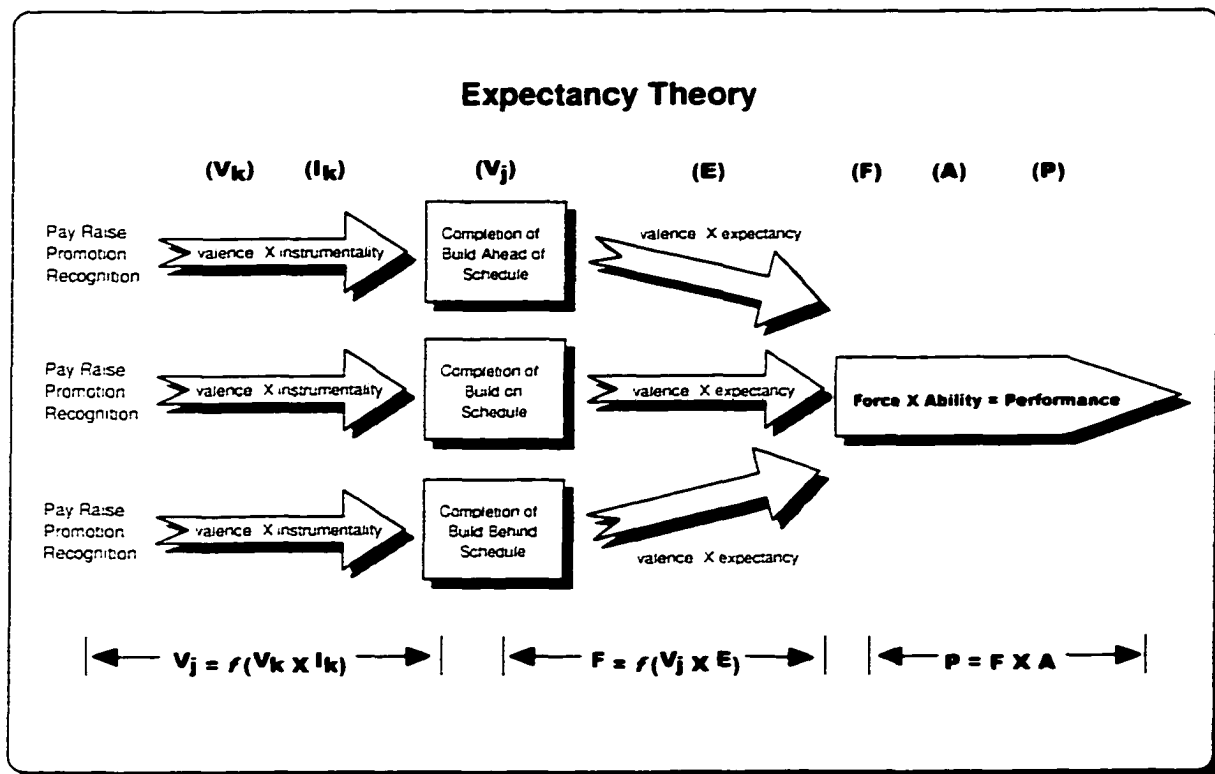 Expectancy Theory
(Vk) (Ik) (Vj) (E) (F) (A) (P)
Pay Raise
Promotion
Recognition
valence X instrumentality
Completion of
Build Ahead of
Schedule
valence X expectancy
Pay Raise
Promotion
Recognition
valence X instrumentality
Completion of
Build on
Schedule
valence X expectancy
Force X Ability = Performance
Pay Raise
Promotion
Recognition
valence X instrumentality
Completion of
Build Behind
Schedule
valence X expectancy
Vj = f(Vk X Ik)
F = f(Vj X E)
P = F X A